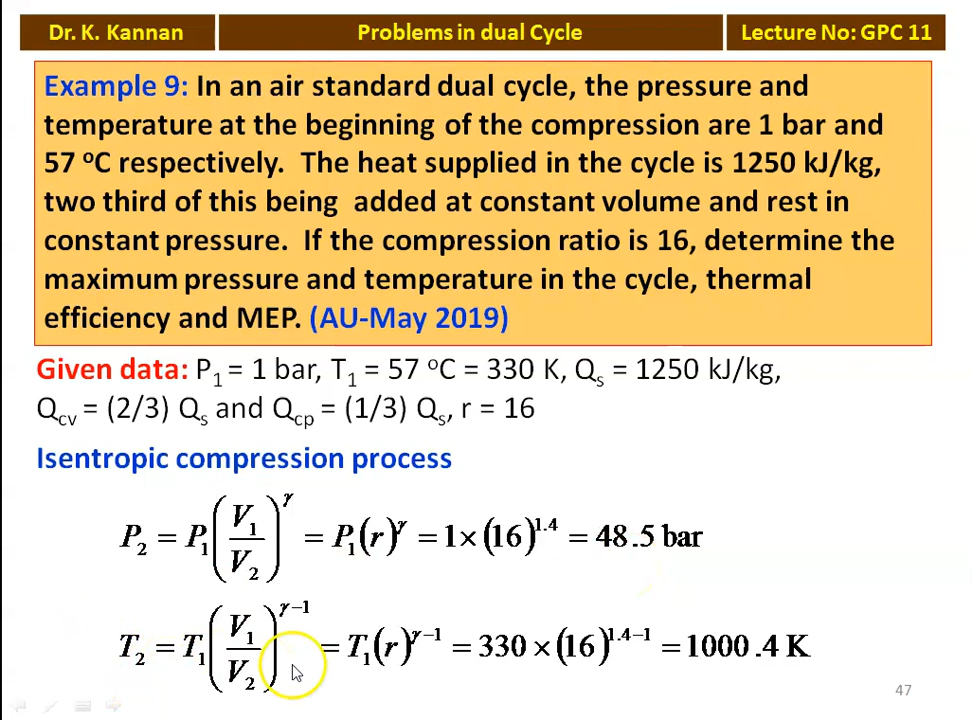 Dr. K. Kannan
Problems in dual Cycle
Lecture No: GPC 11
Example 9: In an air standard dual cycle, the pressure and
temperature at the beginning of the compression are 1 bar and
57 ᵒC respectively. The heat supplied in the cycle is 1250 kJ/kg,
two third of this being added at constant volume and rest in
constant pressure. If the compression ratio is 16, determine the
maximum pressure and temperature in the cycle, thermal
efficiency and MEP. (AU-May 2019)
Given data: P₁ = 1 bar, T₁ = 57 ᵒC = 330 K, Qₛ = 1250 kJ/kg,
Q_cv = (2/3) Qₛ and Q_cp = (1/3) Qₛ, r = 16
Isentropic compression process
P₂ = P₁(V₁/V₂)^γ = P₁(r)^γ = 1×(16)^1.4 = 48.5 bar
T₂ = T₁(V₁/V₂)^(γ−1) = T₁(r)^(γ−1) = 330×(16)^(1.4−1) = 1000.4 K
47